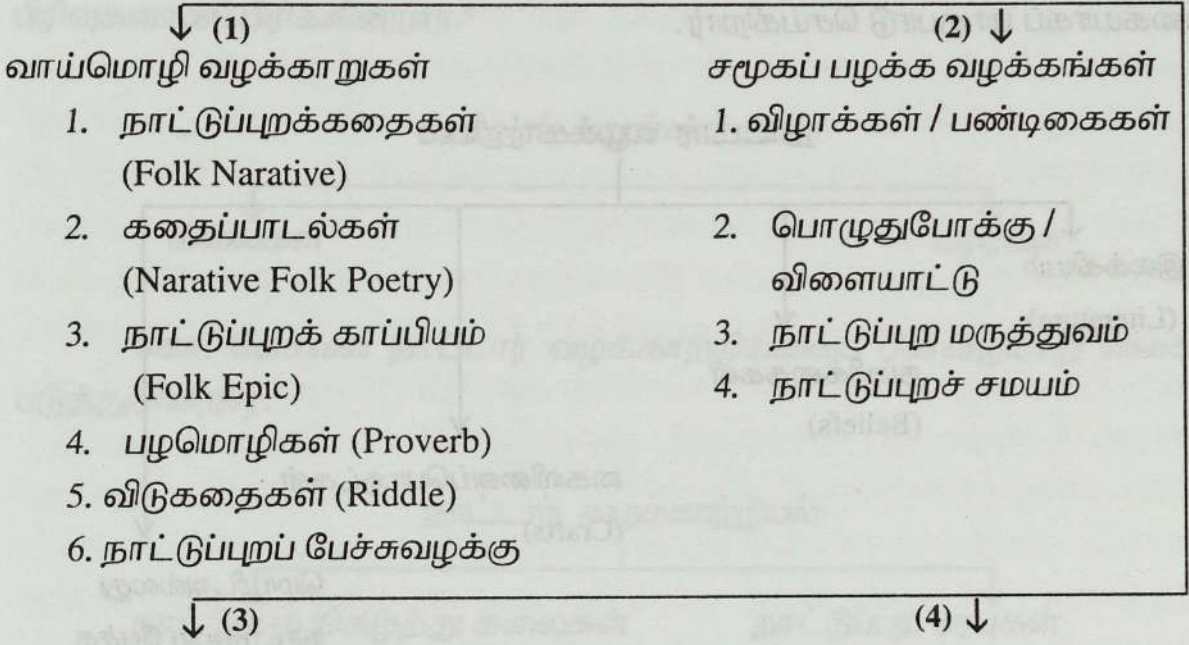 (1)
வாய்மொழி வழக்காறுகள்
1. நாட்டுப்புறக்கதைகள்
(Folk Narative)
2. கதைப்பாடல்கள்
(Narative Folk Poetry)
3. நாட்டுப்புறக் காப்பியம்
(Folk Epic)
4. பழமொழிகள் (Proverb)
5. விடுகதைகள் (Riddle)
6. நாட்டுப்புறப் பேச்சுவழக்கு
(2)
சமூகப் பழக்க வழக்கங்கள்
1. விழாக்கள் / பண்டிகைகள்
2. பொழுதுபோக்கு /
விளையாட்டு
3. நாட்டுப்புற மருத்துவம்
4. நாட்டுப்புறச் சமயம்
(3)
(4)